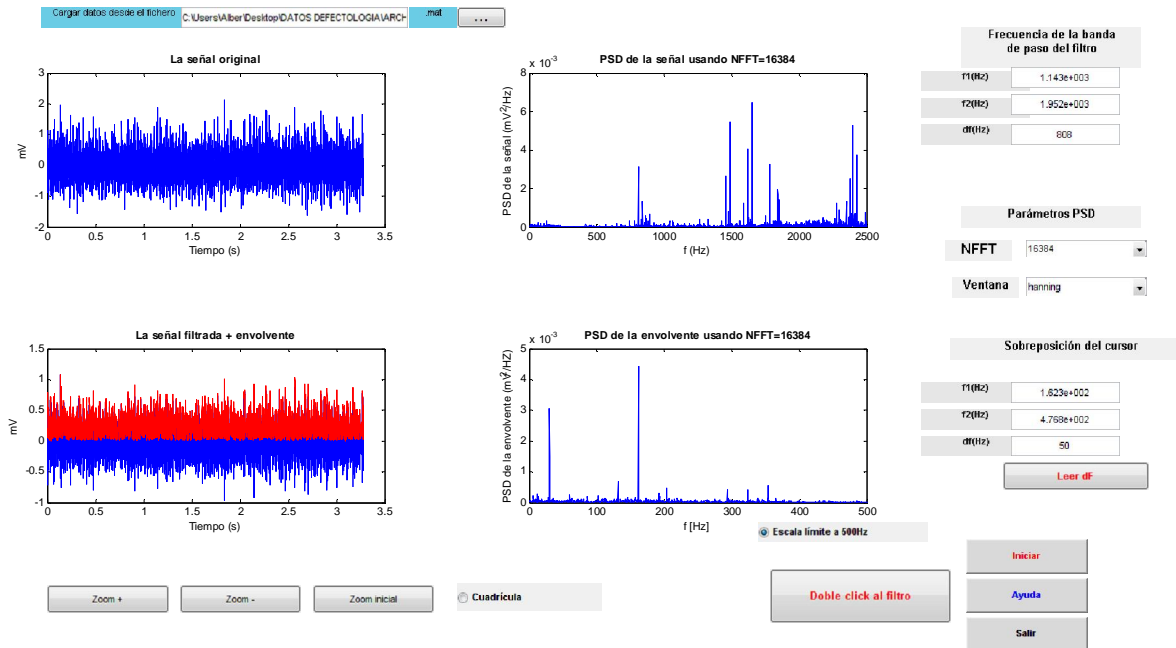 Cargar datos desde el fichero
C:\Users\Alber\Desktop\DATOS DEFECTOLOGIA\ARCH
.mat
...
La señal original
mV
3
2
1
0
-1
-2
0 0.5 1 1.5 2 2.5 3 3.5
Tiempo (s)
PSD de la señal usando NFFT=16384
x 10^-3
PSD de la señal (mV^2/Hz)
8
6
4
2
0
0 500 1000 1500 2000 2500
f (Hz)
Frecuencia de la banda
de paso del filtro
f1(Hz) 1.143e+003
f2(Hz) 1.952e+003
df(Hz) 808
Parámetros PSD
NFFT 16384
Ventana hanning
La señal filtrada + envolvente
mV
1.5
1
0.5
0
-0.5
-1
0 0.5 1 1.5 2 2.5 3 3.5
Tiempo (s)
PSD de la envolvente usando NFFT=16384
x 10^-3
PSD de la envolvente (mV^2/HZ)
5
4
3
2
1
0
0 100 200 300 400 500
f [Hz]
Escala límite a 500Hz
Sobreposición del cursor
f1(Hz) 1.623e+002
f2(Hz) 4.768e+002
df(Hz) 50
Leer dF
Zoom +
Zoom -
Zoom inicial
Cuadrícula
Doble click al filtro
Iniciar
Ayuda
Salir